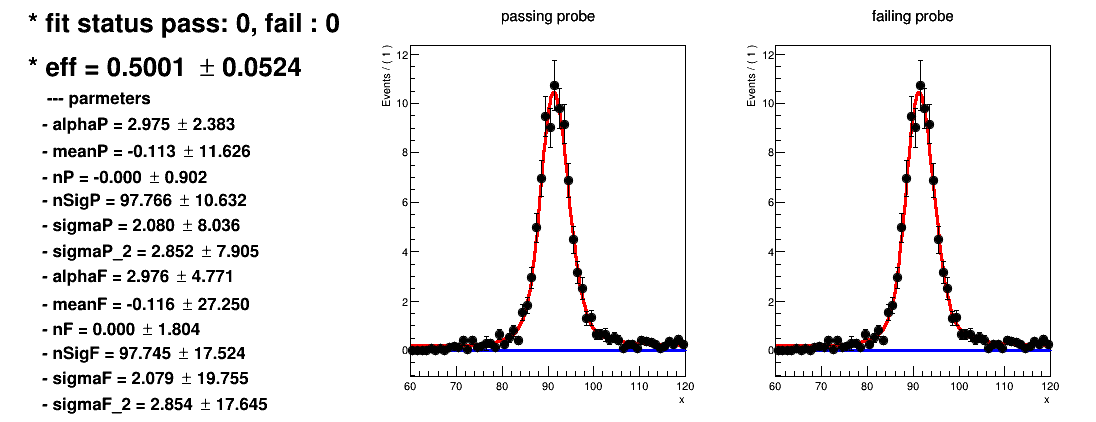 * fit status pass: 0, fail : 0
* eff = 0.5001 ± 0.0524
--- parmeters
- alphaP = 2.975 ± 2.383
- meanP = -0.113 ± 11.626
- nP = -0.000 ± 0.902
- nSigP = 97.766 ± 10.632
- sigmaP = 2.080 ± 8.036
- sigmaP_2 = 2.852 ± 7.905
- alphaF = 2.976 ± 4.771
- meanF = -0.116 ± 27.250
- nF = 0.000 ± 1.804
- nSigF = 97.745 ± 17.524
- sigmaF = 2.079 ± 19.755
- sigmaF_2 = 2.854 ± 17.645
passing probe
Events / ( 1 )
12
10
8
6
4
2
0
60 70 80 90 100 110 120
x
failing probe
Events / ( 1 )
12
10
8
6
4
2
0
60 70 80 90 100 110 120
x